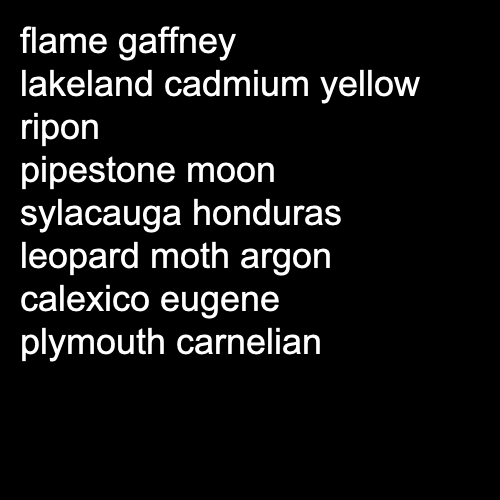 flame gaffney
lakeland cadmium yellow
ripon
pipestone moon
sylacauga honduras
leopard moth argon
calexico eugene
plymouth carnelian